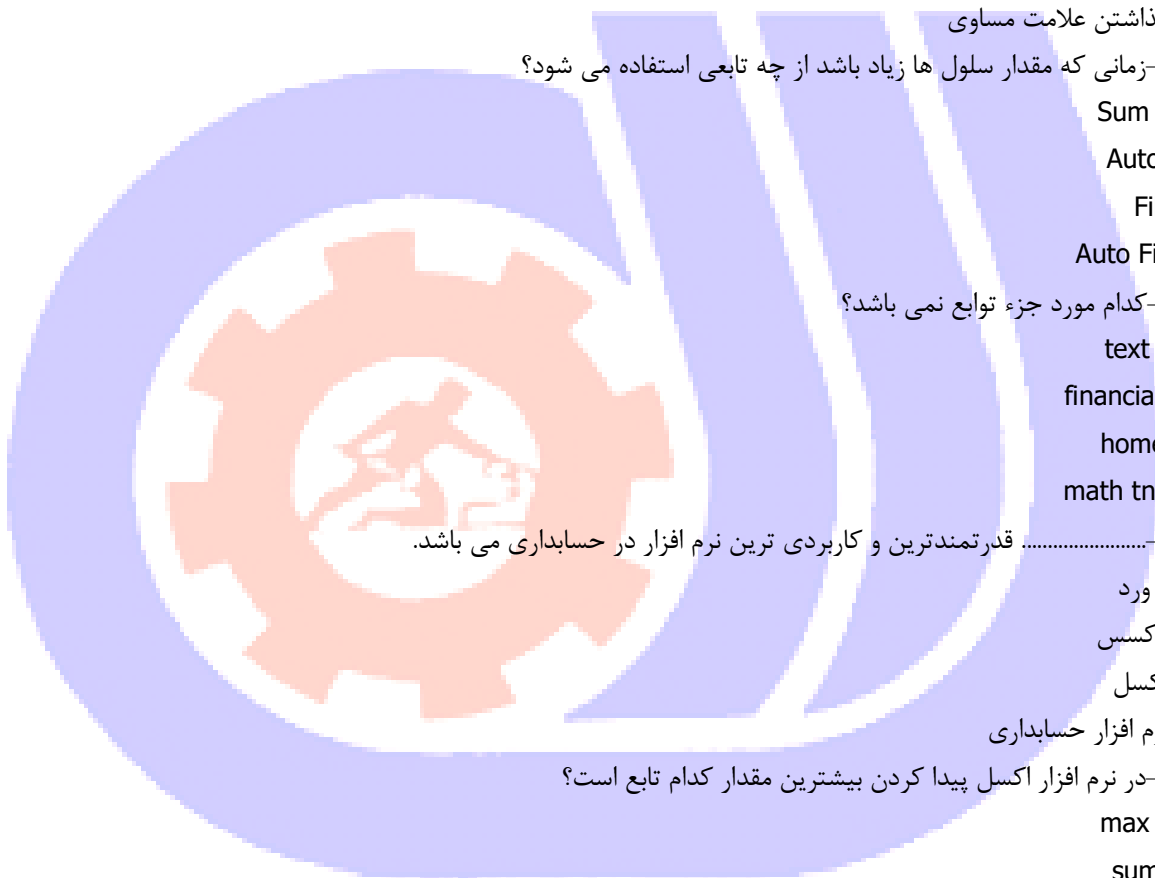 ذاشتن علامت مساوی
-زمانی که مقدار سلول ها زیاد باشد از چه تابعی استفاده می شود؟
Sum
Auto
Fi
Auto Fi
-کدام مورد جزء توابع نمی باشد؟
text
financia
home
math tn
-....................... قدرتمندترین و کاربردی ترین نرم افزار در حسابداری می باشد.
ورد
کسس
کسل
م افزار حسابداری
-در نرم افزار اکسل پیدا کردن بیشترین مقدار کدام تابع است؟
max
sum